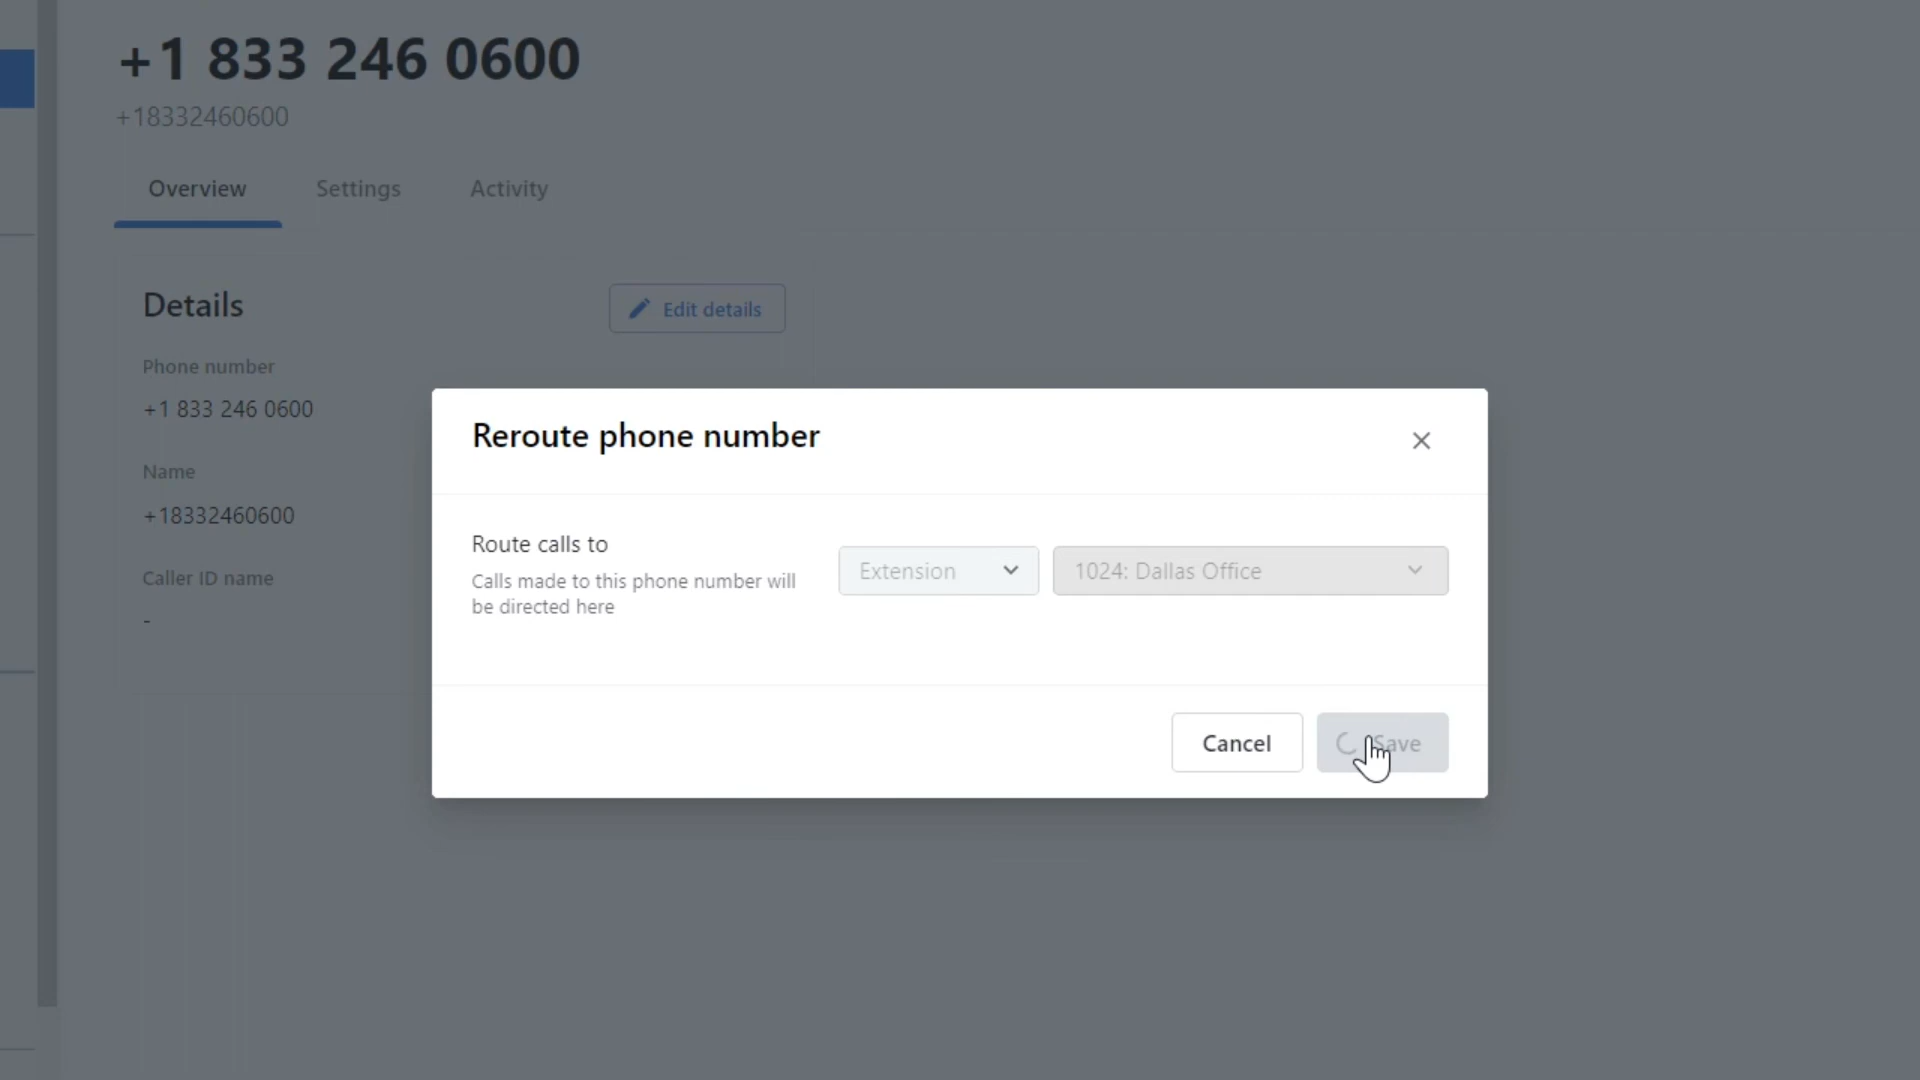 +1 833 246 0600
+18332460600
Overview Settings Activity
Details
Edit details
Phone number
+1 833 246 0600
Name
+18332460600
Caller ID name
-
Reroute phone number
Route calls to
Calls made to this phone number will
be directed here
Extension
1024: Dallas Office
Cancel
Save